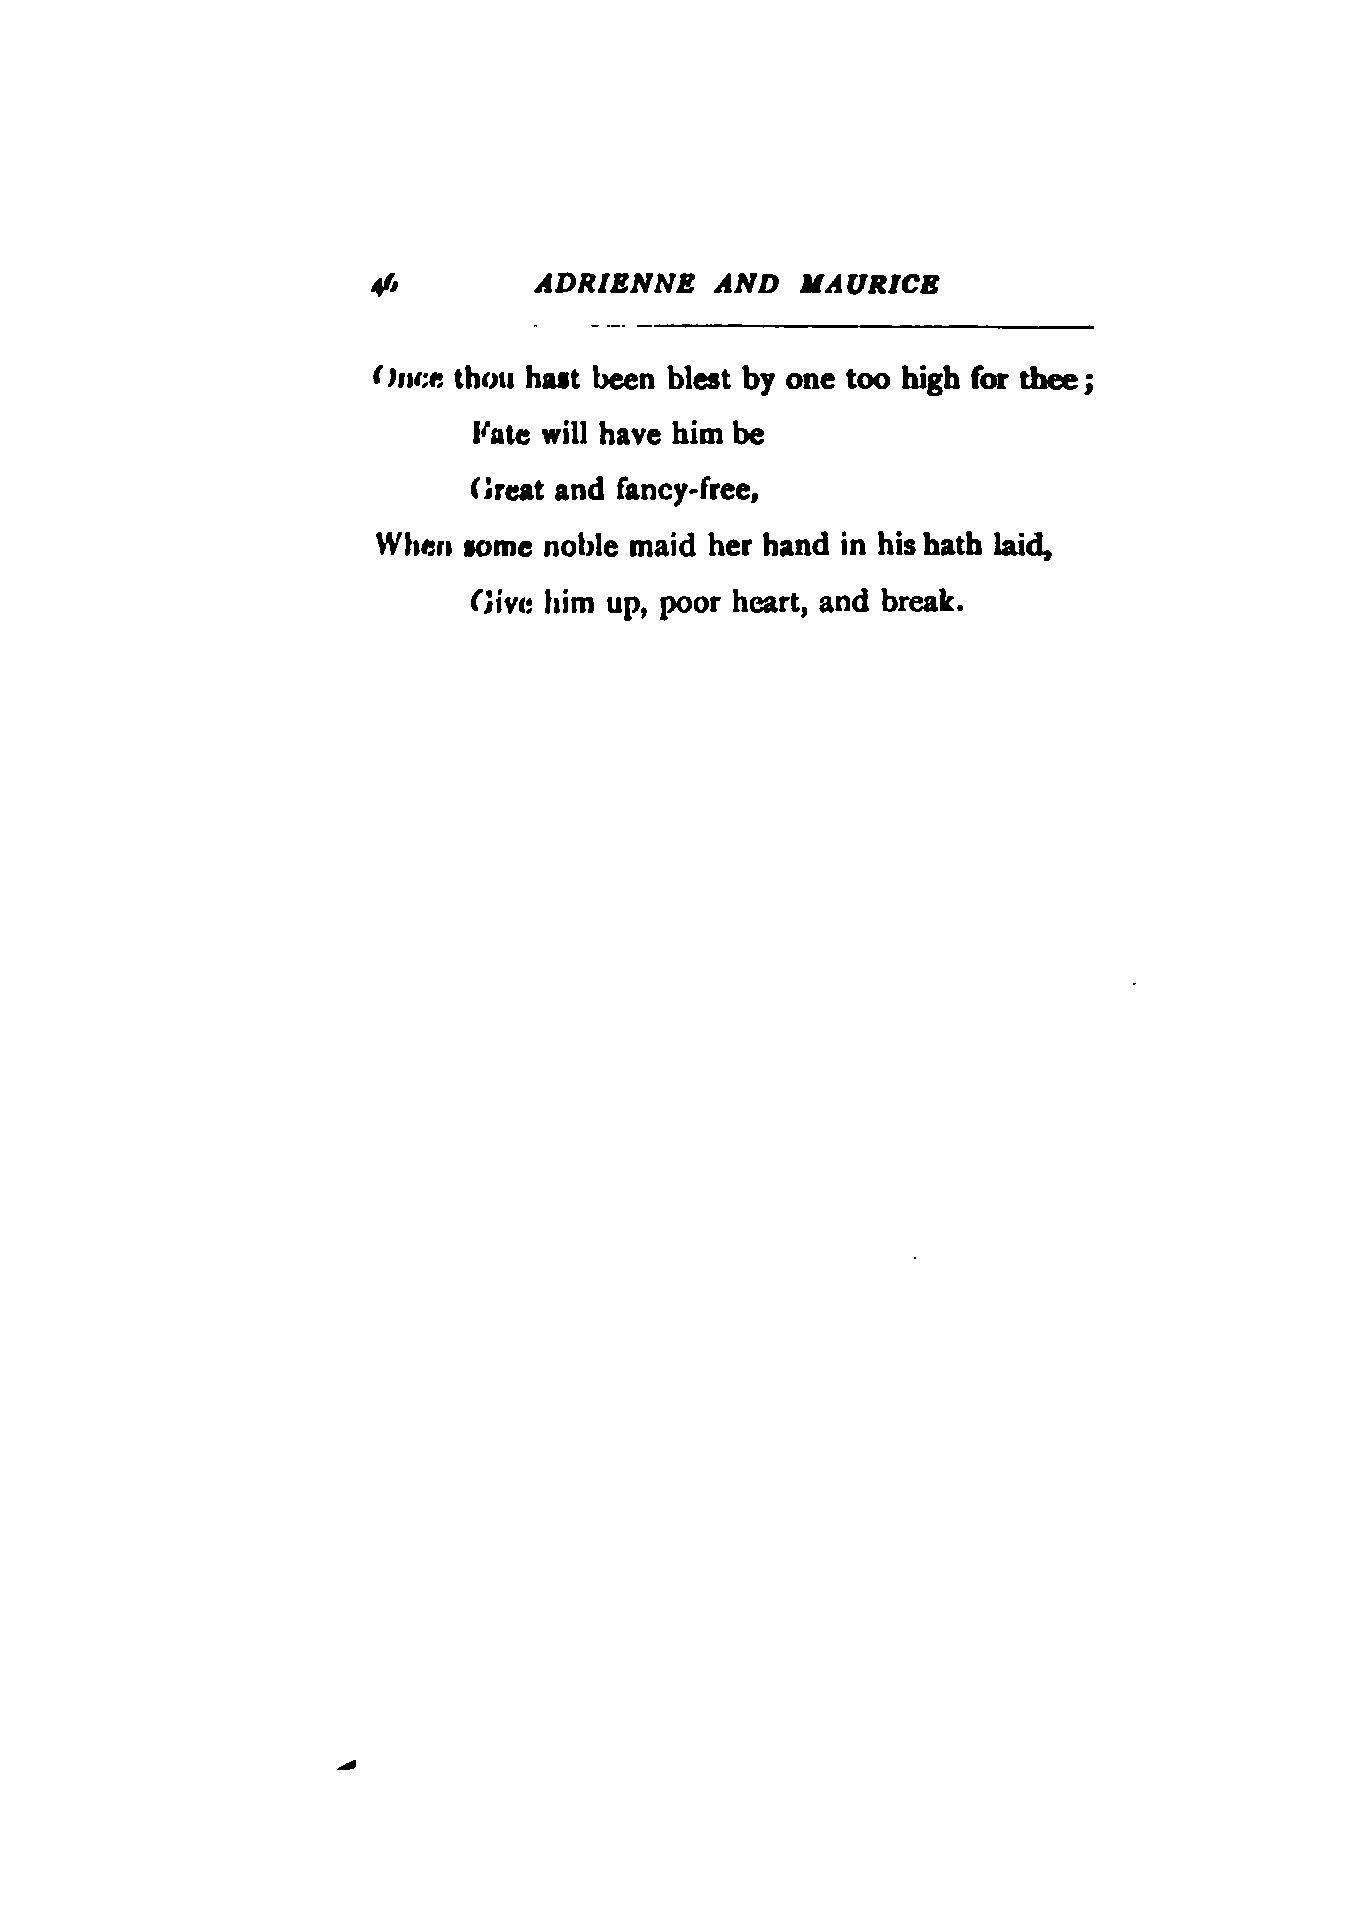 46 ADRIENNE AND MAURICE
Once thou hast been blest by one too high for thee;
Fate will have him be
Great and fancy-free,
When some noble maid her hand in his hath laid,
Give him up, poor heart, and break.